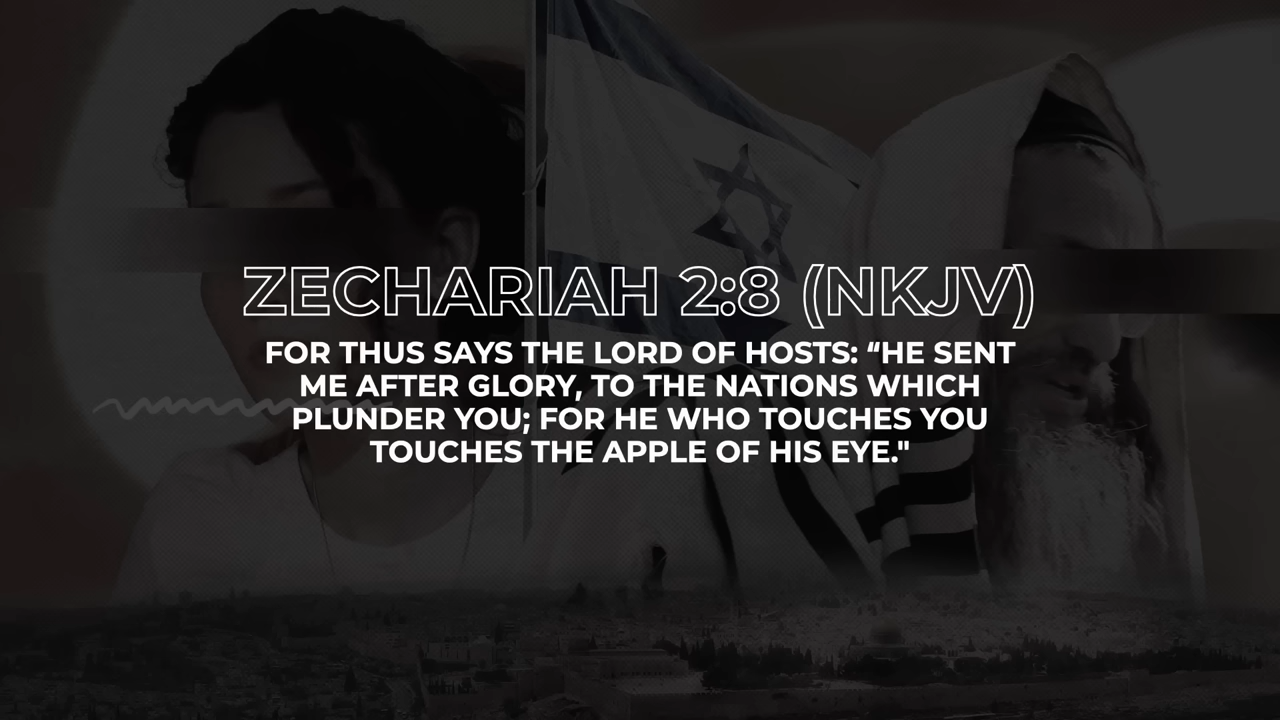 ZECHARIAH 2:8 (NKJV)
FOR THUS SAYS THE LORD OF HOSTS: “HE SENT
ME AFTER GLORY, TO THE NATIONS WHICH
PLUNDER YOU; FOR HE WHO TOUCHES YOU
TOUCHES THE APPLE OF HIS EYE."